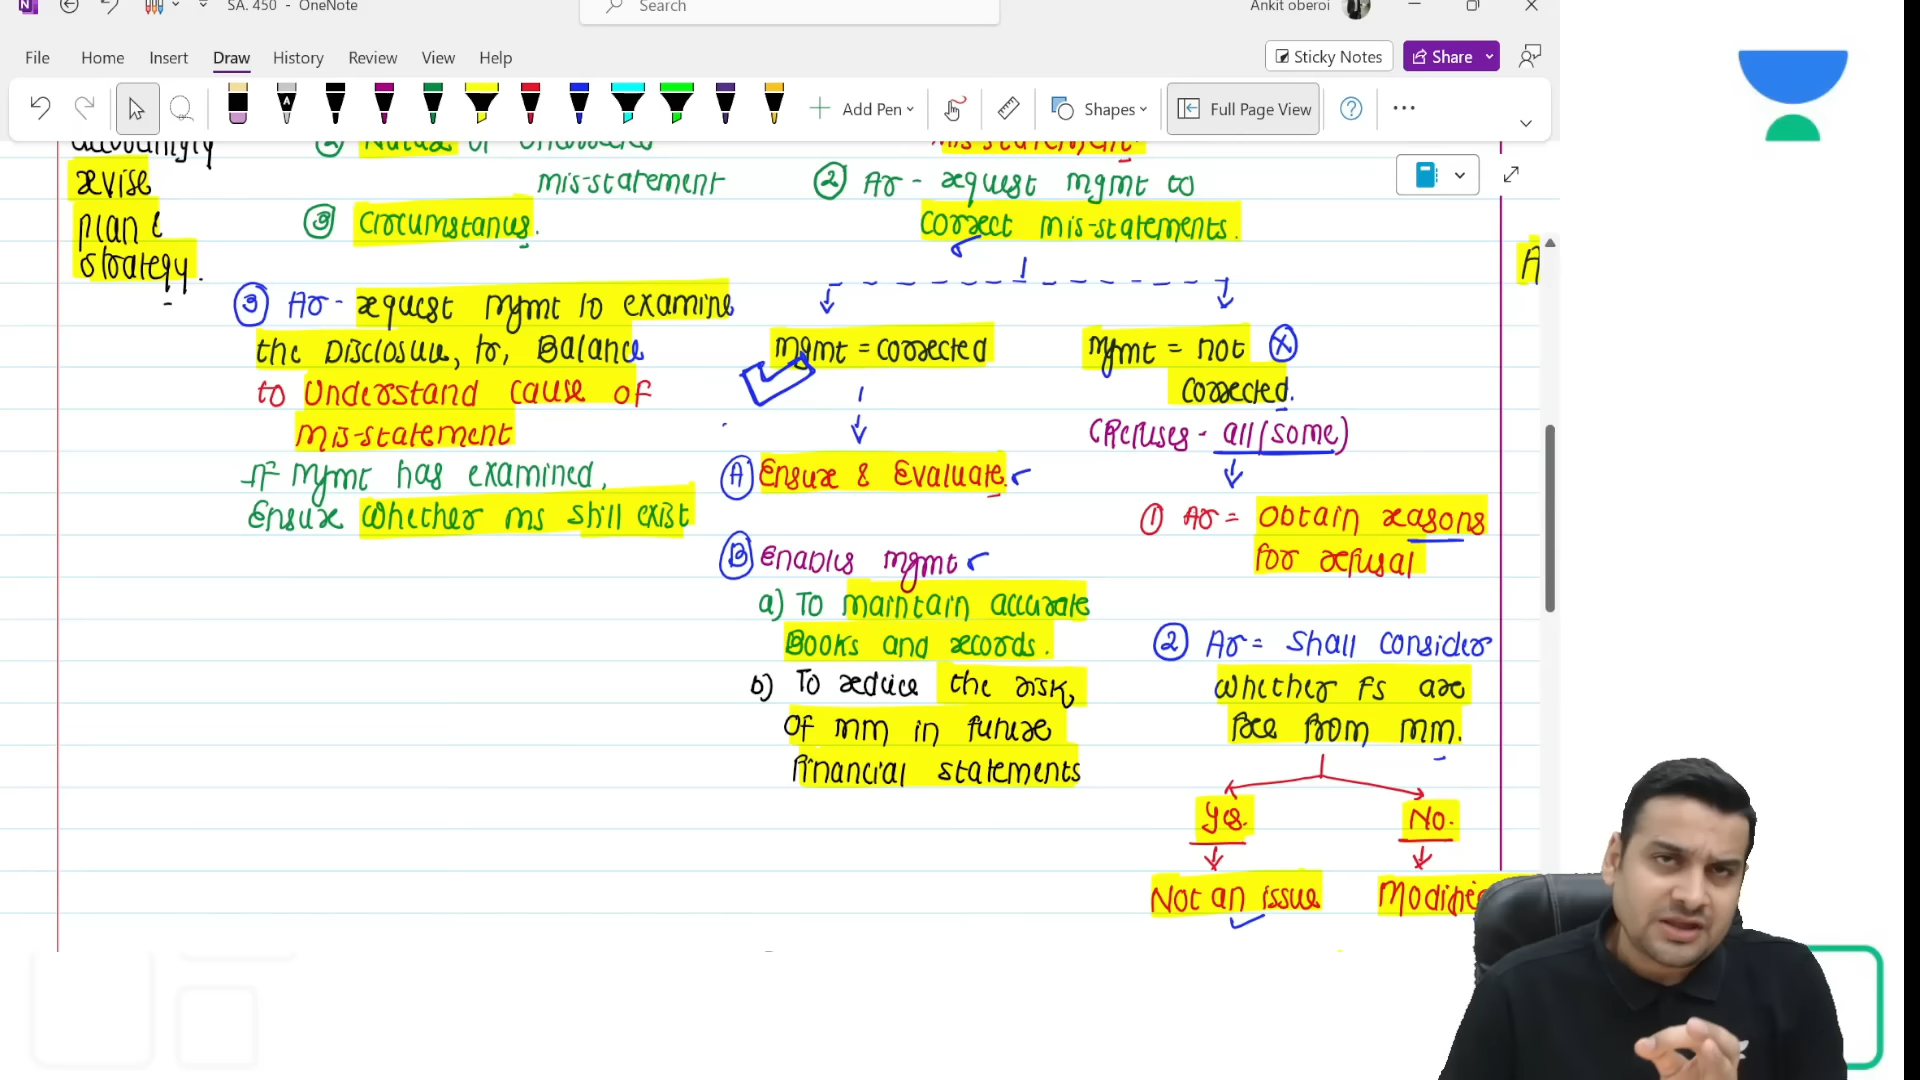 SA. 450 - OneNote
Search
Ankit oberoi
File Home Insert Draw History Review View Help
Sticky Notes
Share
Add Pen
Shapes
Full Page View
accordingly
revise
plan &
strategy.
mis-statement
③ Circumstances.
③ Ar - request mgmt to examine
the Disclosure, tr, Balance
to Understand cause of
mis-statement
If Mgmt has examined,
Ensure whether ms still exist
mis-statement.
② Ar - request mgmt to
correct mis-statements.
mgmt = corrected
Ⓐ Ensure & Evaluate.
Ⓑ Enables mgmt
a) To maintain accurate
Books and records.
b) To reduce the risk
Of mm in future
financial statements
Mgmt = not
corrected.
(Refuses - all/some)
① Ar = Obtain reasons
for refusal
② Ar = Shall consider
whether FS are
free from mm.
Yes. No.
Not an issue